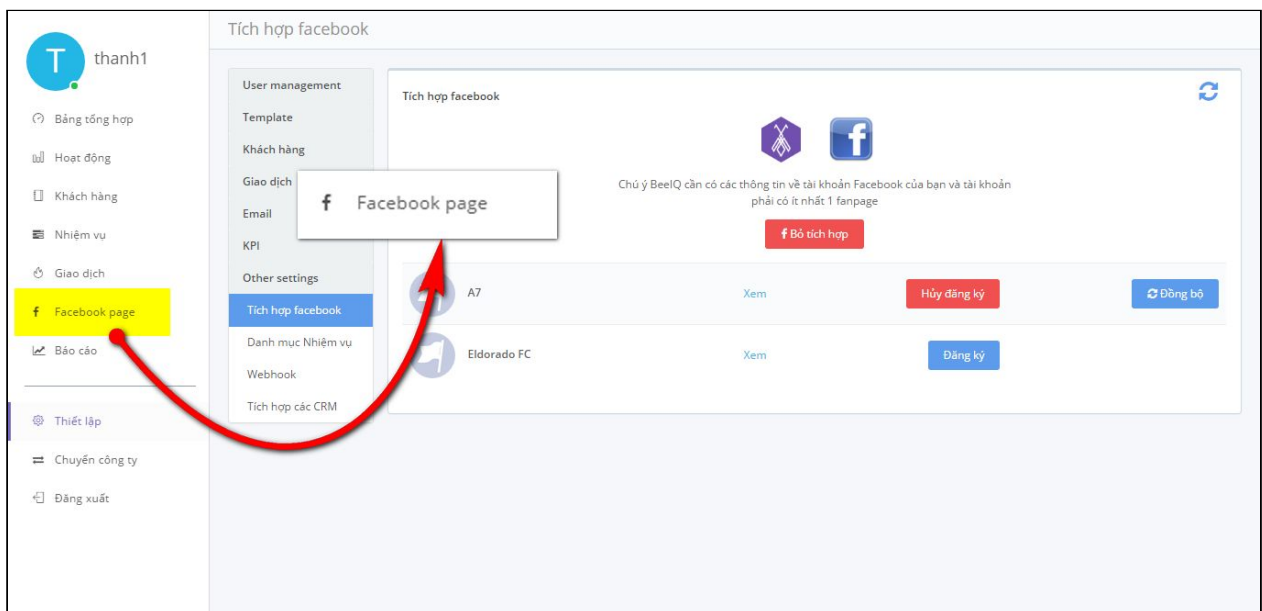 Tích hợp facebook
T
thanh1
Bảng tổng hợp
Hoạt động
Khách hàng
Nhiệm vụ
Giao dịch
Facebook page
Báo cáo
Thiết lập
Chuyển công ty
Đăng xuất
User management
Template
Khách hàng
Giao dịch
Email
KPI
Other settings
Tích hợp facebook
Danh mục Nhiệm vụ
Webhook
Tích hợp các CRM
Facebook page
Tích hợp facebook
Chú ý BeeIQ cần có các thông tin về tài khoản Facebook của bạn và tài khoản
phải có ít nhất 1 fanpage
Bỏ tích hợp
A7 Xem Hủy đăng ký Đồng bộ
Eldorado FC Xem Đăng ký